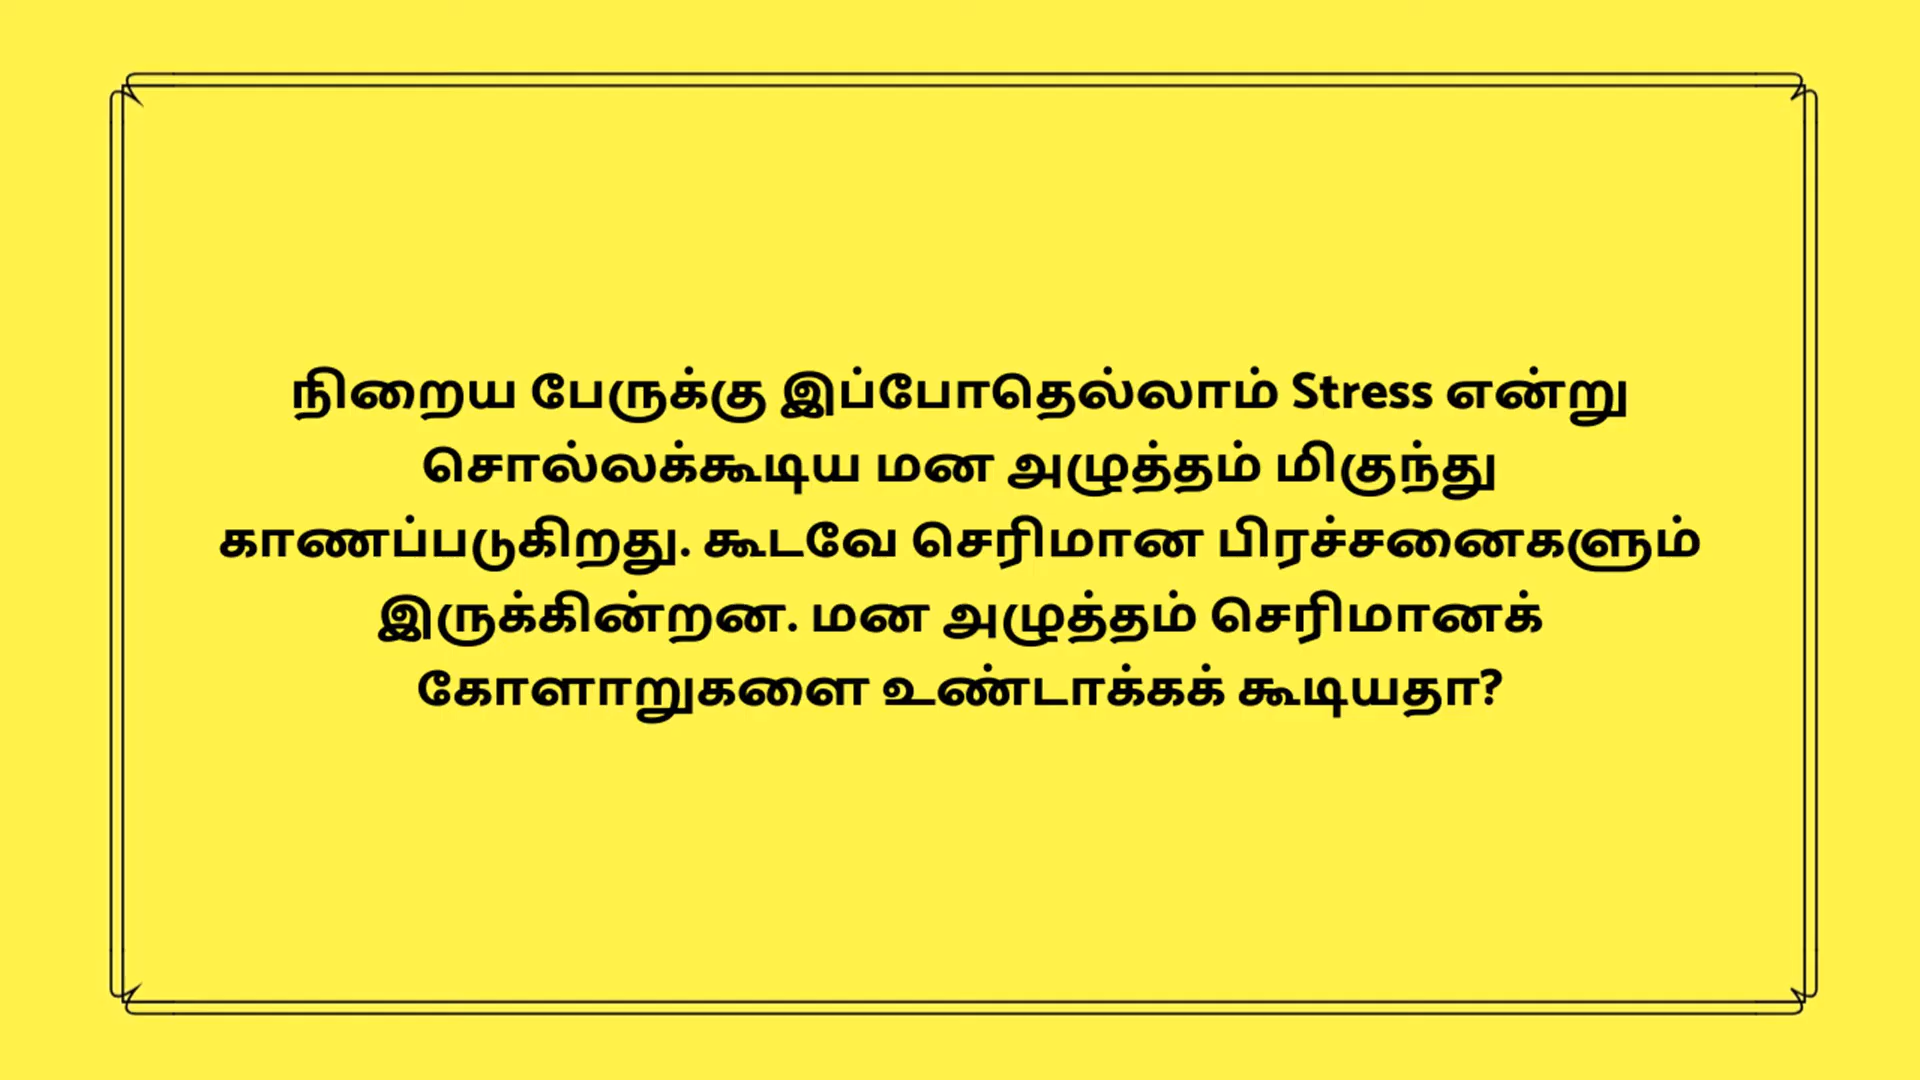 நிறைய பேருக்கு இப்போதெல்லாம் Stress என்று
சொல்லக்கூடிய மன அழுத்தம் மிகுந்து
காணப்படுகிறது. கூடவே செரிமான பிரச்சனைகளும்
இருக்கின்றன. மன அழுத்தம் செரிமானக்
கோளாறுகளை உண்டாக்கக் கூடியதா?